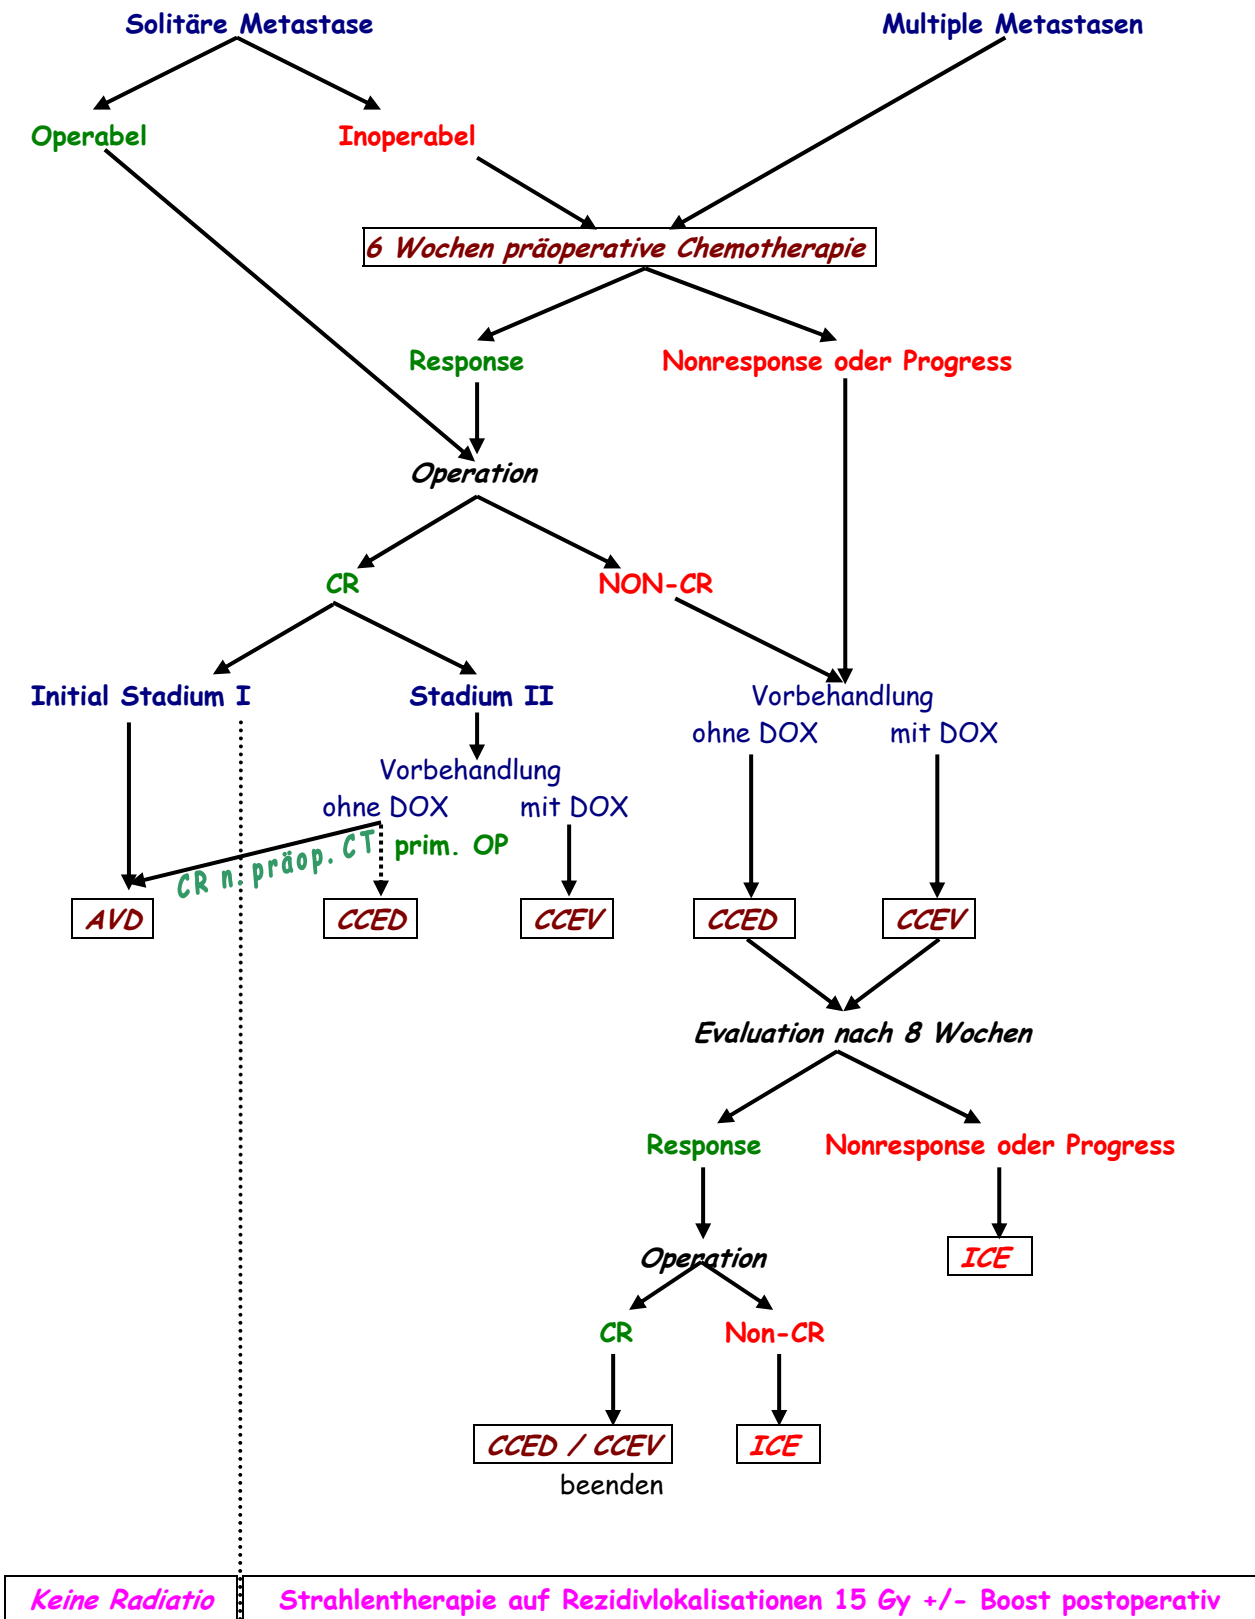 Solitäre Metastase Multiple Metastasen
Operabel Inoperabel
6 Wochen präoperative Chemotherapie
Response Nonresponse oder Progress
Operation
CR NON-CR
Initial Stadium I Stadium II Vorbehandlung
ohne DOX mit DOX
Vorbehandlung
ohne DOX mit DOX
CR n. präop. CT prim. OP
AVD CCED CCEV CCED CCEV
Evaluation nach 8 Wochen
Response Nonresponse oder Progress
Operation ICE
CR Non-CR
CCED / CCEV ICE
beenden
Keine Radiatio Strahlentherapie auf Rezidivlokalisationen 15 Gy +/- Boost postoperativ